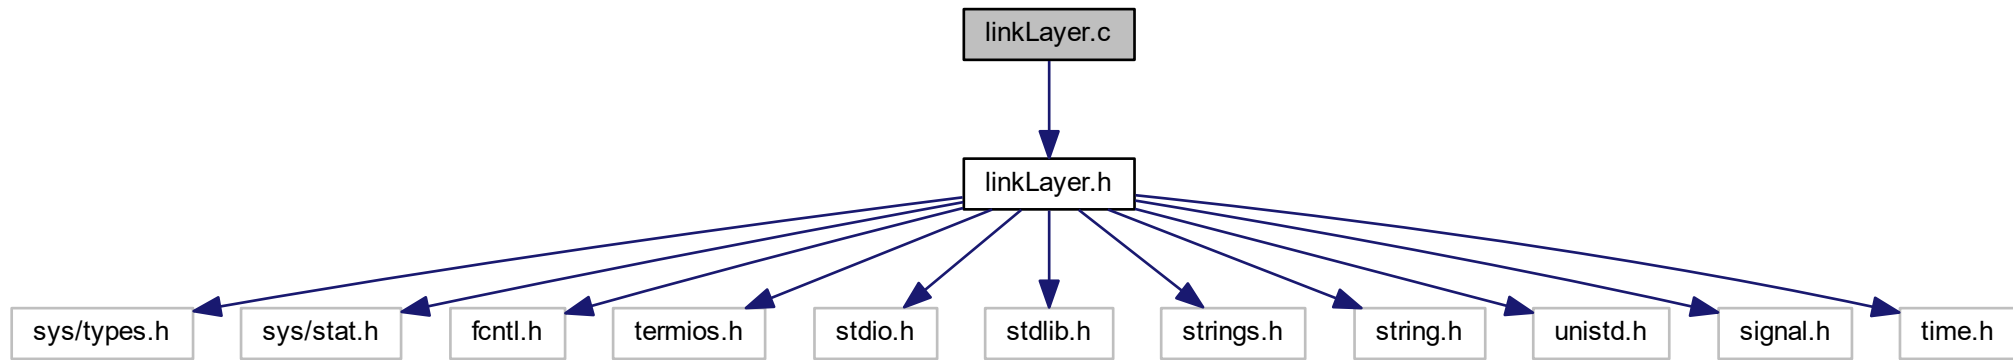 linkLayer.c
linkLayer.h
sys/types.h
sys/stat.h
fcntl.h
termios.h
stdio.h
stdlib.h
strings.h
string.h
unistd.h
signal.h
time.h